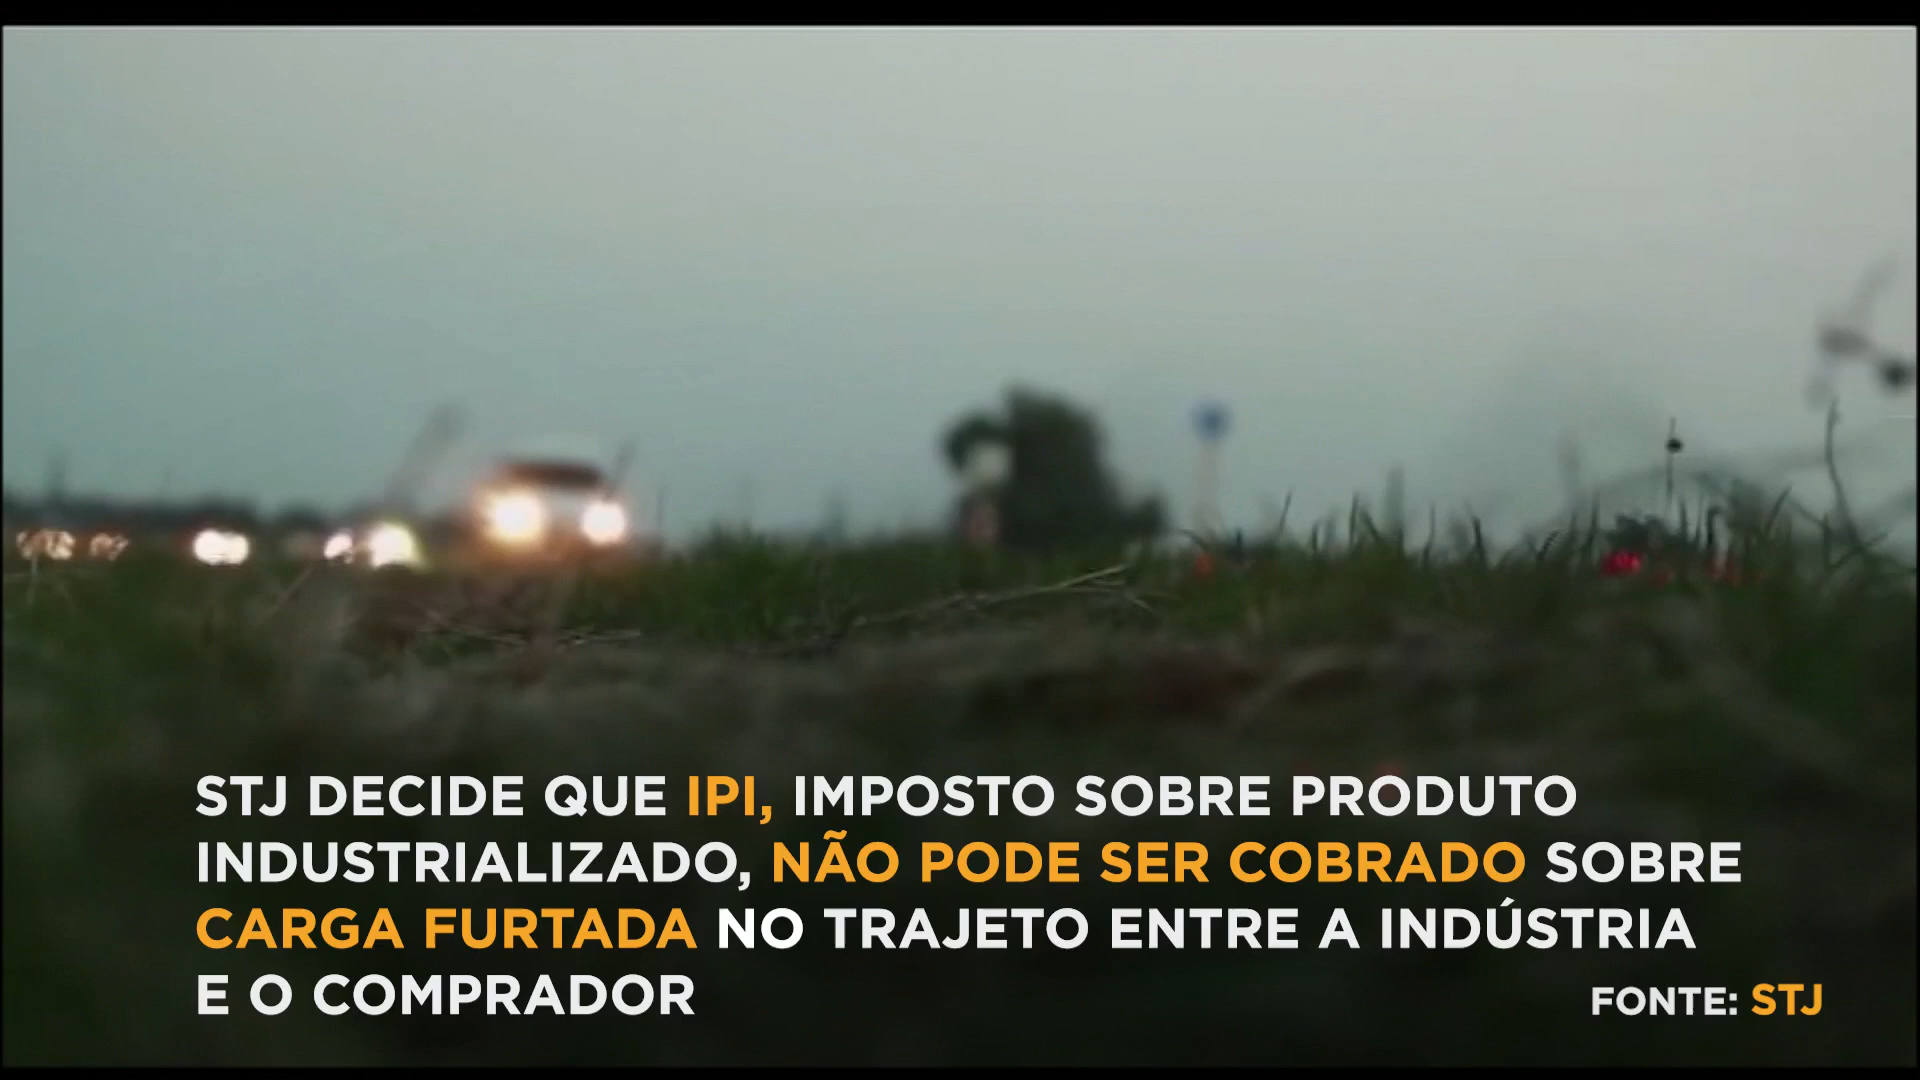 STJ DECIDE QUE IPI, IMPOSTO SOBRE PRODUTO
INDUSTRIALIZADO, NÃO PODE SER COBRADO SOBRE
CARGA FURTADA NO TRAJETO ENTRE A INDÚSTRIA
E O COMPRADOR
FONTE: STJ